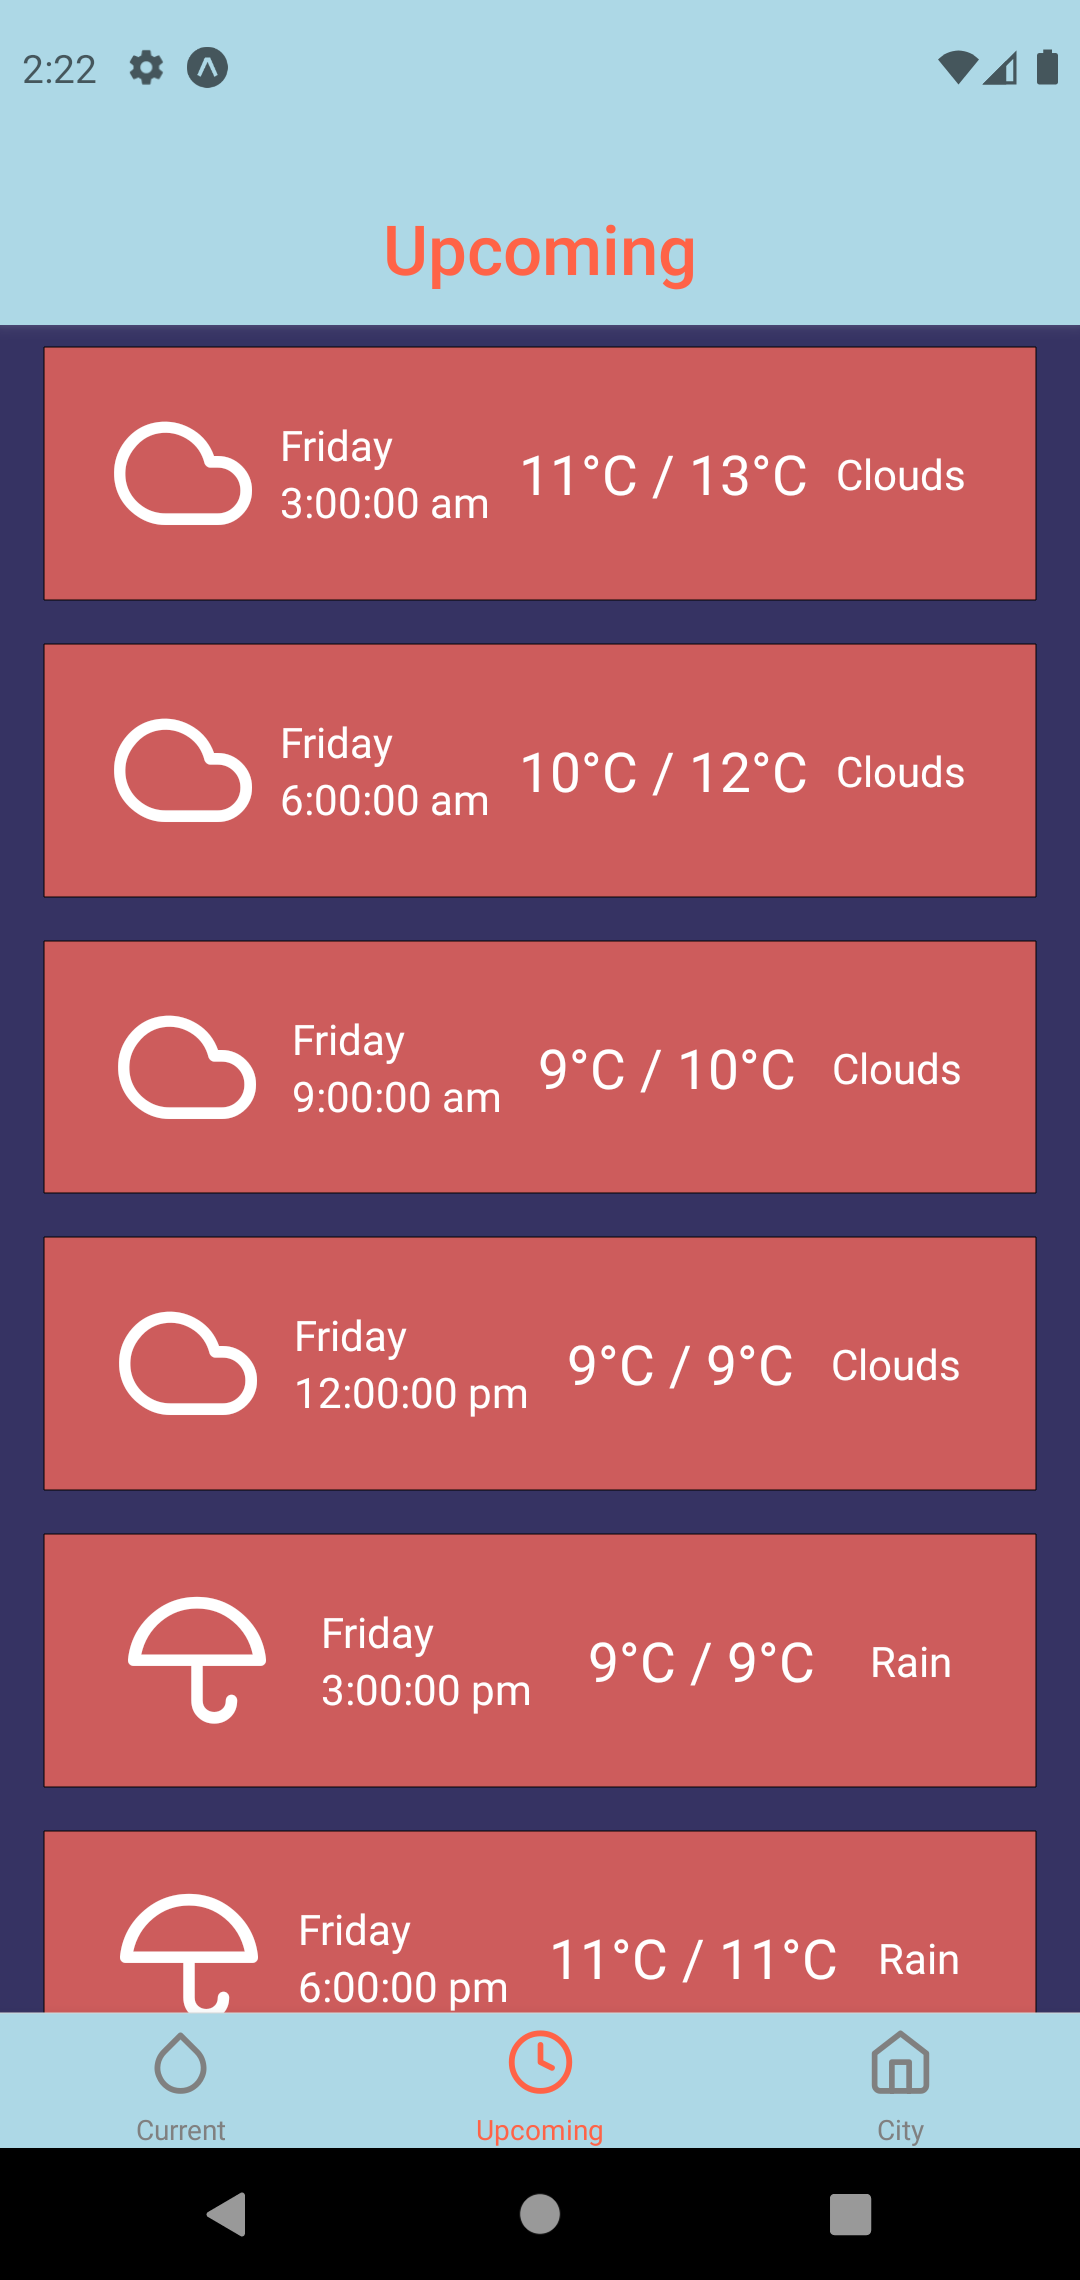 2:22
Upcoming
Friday
3:00:00 am
11°C / 13°C
Clouds
Friday
6:00:00 am
10°C / 12°C
Clouds
Friday
9:00:00 am
9°C / 10°C
Clouds
Friday
12:00:00 pm
9°C / 9°C
Clouds
Friday
3:00:00 pm
9°C / 9°C
Rain
Friday
6:00:00 pm
11°C / 11°C
Rain
Current
Upcoming
City